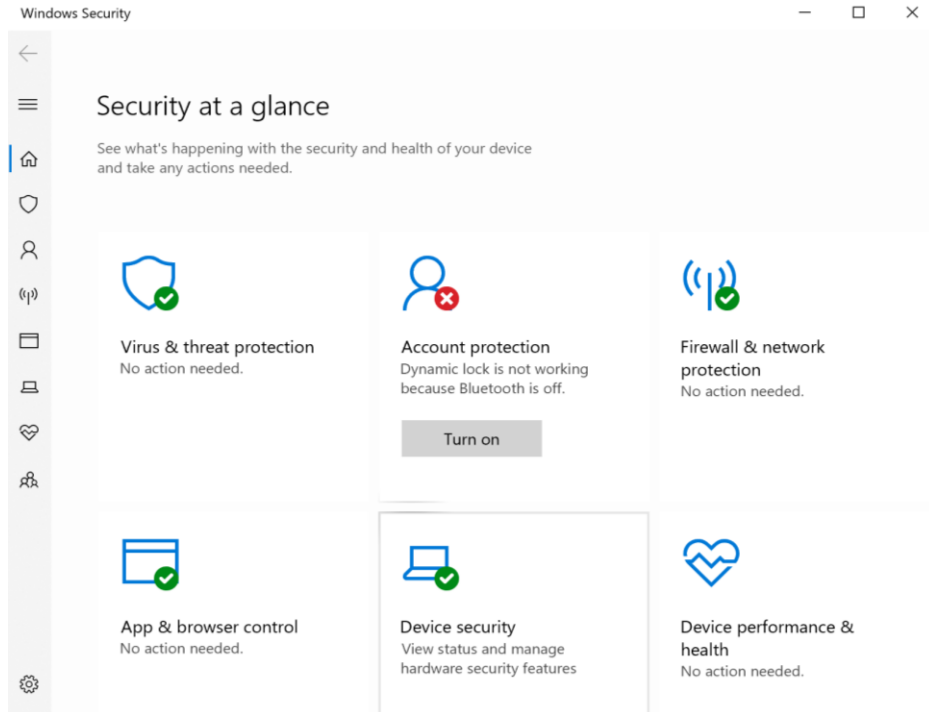 Windows Security
Security at a glance
See what's happening with the security and health of your device
and take any actions needed.
Virus & threat protection
No action needed.
Account protection
Dynamic lock is not working
because Bluetooth is off.
Turn on
Firewall & network
protection
No action needed.
App & browser control
No action needed.
Device security
View status and manage
hardware security features
Device performance &
health
No action needed.